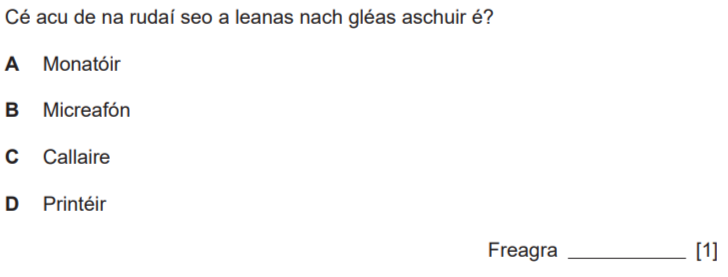 Cé acu de na rudaí seo a leanas nach gléas aschuir é?
A Monatóir
B Micreafón
C Callaire
D Printéir
Freagra ____________ [1]